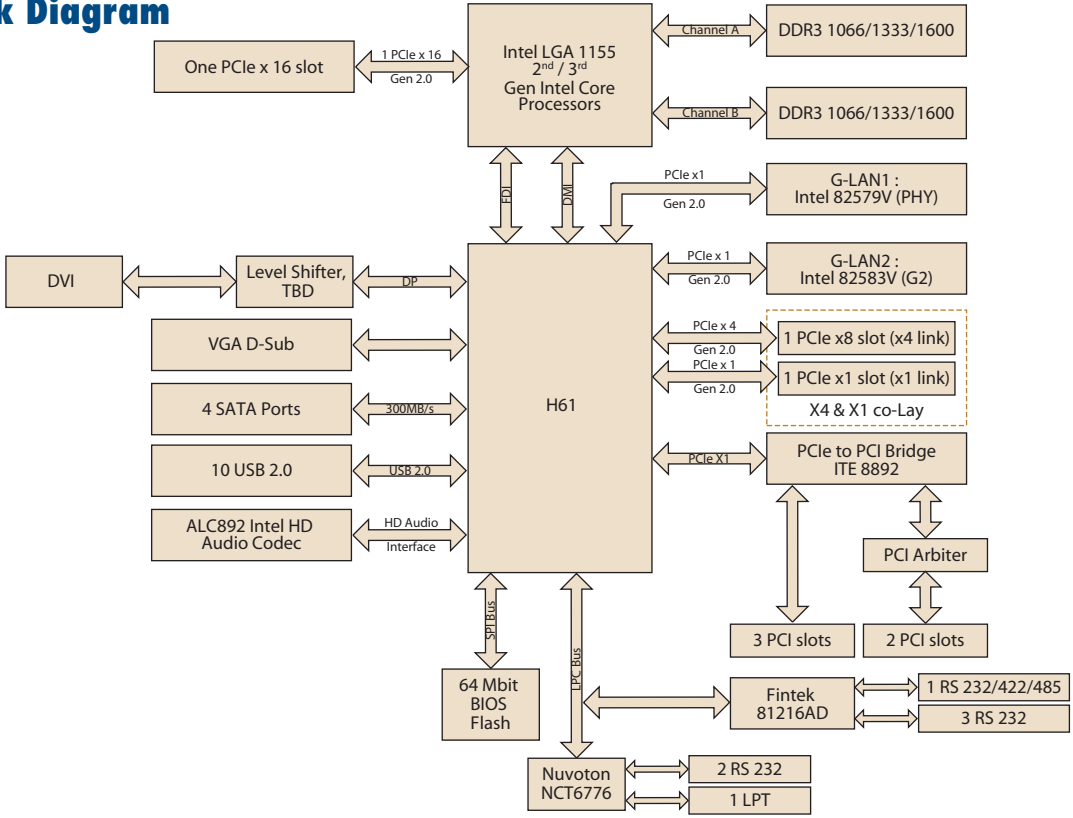 k Diagram
Intel LGA 1155
2nd / 3rd
Gen Intel Core
Processors
One PCIe x 16 slot
1 PCIe x 16
Gen 2.0
Channel A
DDR3 1066/1333/1600
Channel B
DDR3 1066/1333/1600
FDI
DMI
PCIe x1
Gen 2.0
G-LAN1 :
Intel 82579V (PHY)
DVI
Level Shifter,
TBD
DP
PCIe x 1
Gen 2.0
G-LAN2 :
Intel 82583V (G2)
VGA D-Sub
PCIe x 4
Gen 2.0
1 PCIe x8 slot (x4 link)
PCIe x 1
Gen 2.0
1 PCIe x1 slot (x1 link)
X4 & X1 co-Lay
4 SATA Ports
300MB/s
H61
10 USB 2.0
USB 2.0
PCIe X1
PCIe to PCI Bridge
ITE 8892
ALC892 Intel HD
Audio Codec
HD Audio
Interface
PCI Arbiter
SPI Bus
LPC Bus
3 PCI slots
2 PCI slots
64 Mbit
BIOS
Flash
Fintek
81216AD
1 RS 232/422/485
3 RS 232
Nuvoton
NCT6776
2 RS 232
1 LPT